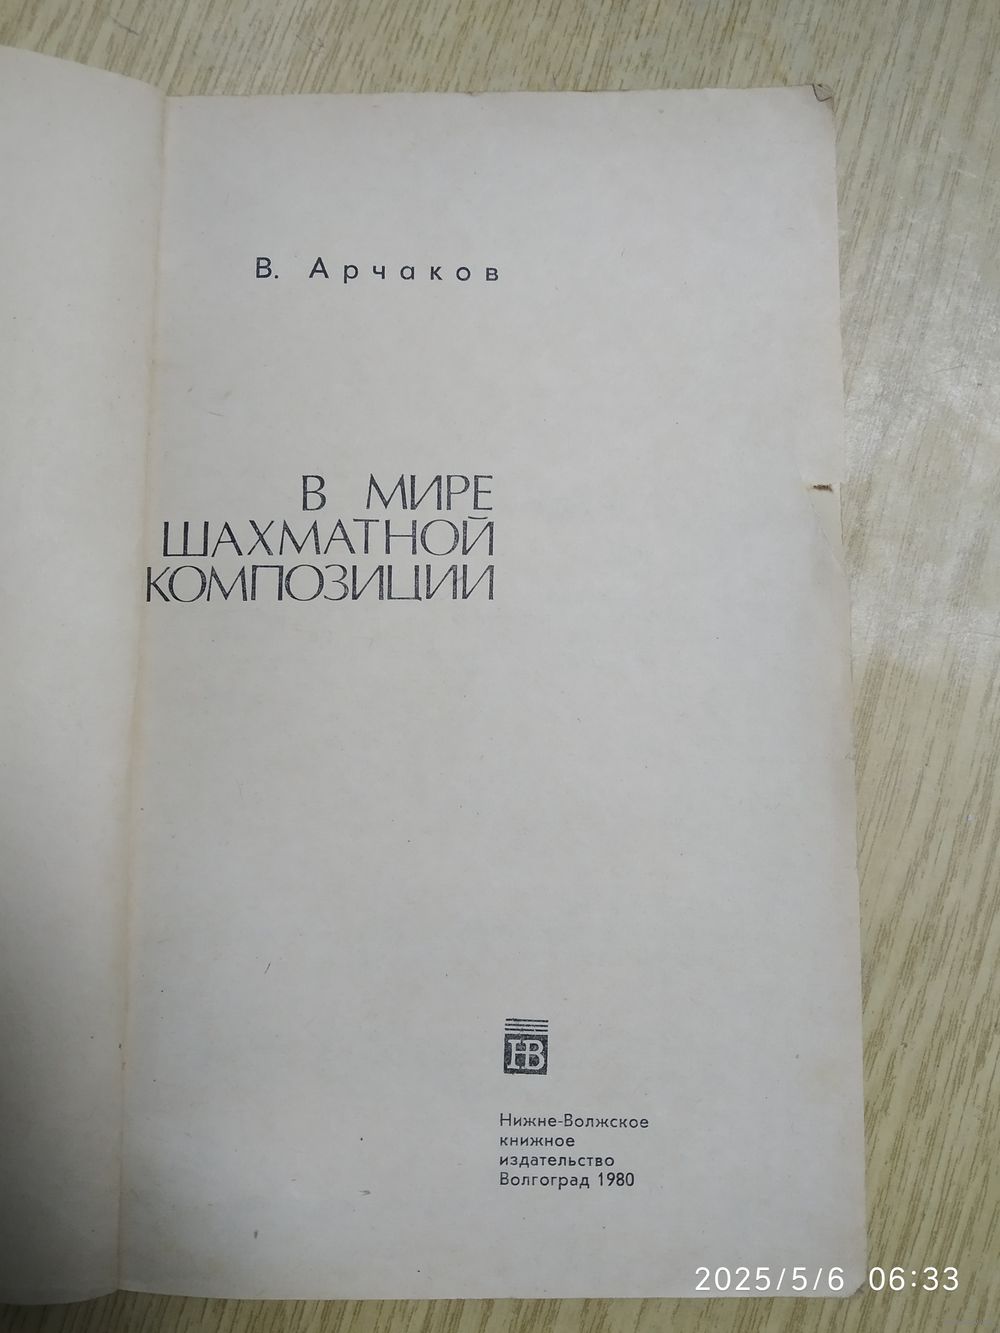 В. Арчаков
В МИРЕ
ШАХМАТНОЙ
КОМПОЗИЦИИ
НВ
Нижне-Волжское
книжное
издательство
Волгоград 1980
2025/5/6 06:33